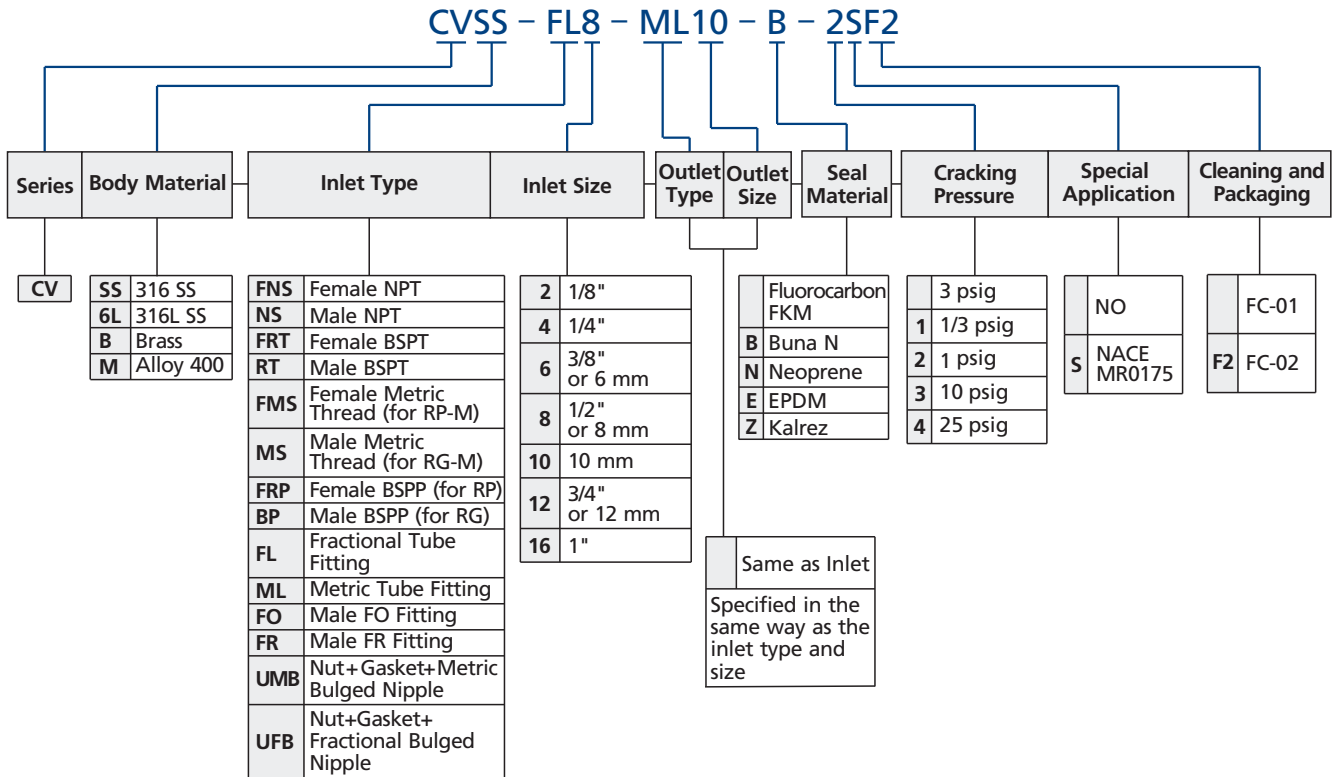 CVSS – FL8 – ML10 – B – 2SF2
Series
Body Material
Inlet Type
Inlet Size
Outlet
Type
Outlet
Size
Seal
Material
Cracking
Pressure
Special
Application
Cleaning and
Packaging
CV
SS 316 SS
6L 316L SS
B Brass
M Alloy 400
FNS Female NPT
NS Male NPT
FRT Female BSPT
RT Male BSPT
FMS Female Metric
Thread (for RP-M)
MS Male Metric
Thread (for RG-M)
FRP Female BSPP (for RP)
BP Male BSPP (for RG)
FL Fractional Tube
Fitting
ML Metric Tube Fitting
FO Male FO Fitting
FR Male FR Fitting
UMB Nut+Gasket+Metric
Bulged Nipple
UFB Nut+Gasket+
Fractional Bulged
Nipple
2 1/8"
4 1/4"
6 3/8"
or 6 mm
8 1/2"
or 8 mm
10 10 mm
12 3/4"
or 12 mm
16 1"
Same as Inlet
Specified in the
same way as the
inlet type and
size
Fluorocarbon
FKM
B Buna N
N Neoprene
E EPDM
Z Kalrez
3 psig
1 1/3 psig
2 1 psig
3 10 psig
4 25 psig
NO
S NACE
MR0175
FC-01
F2 FC-02